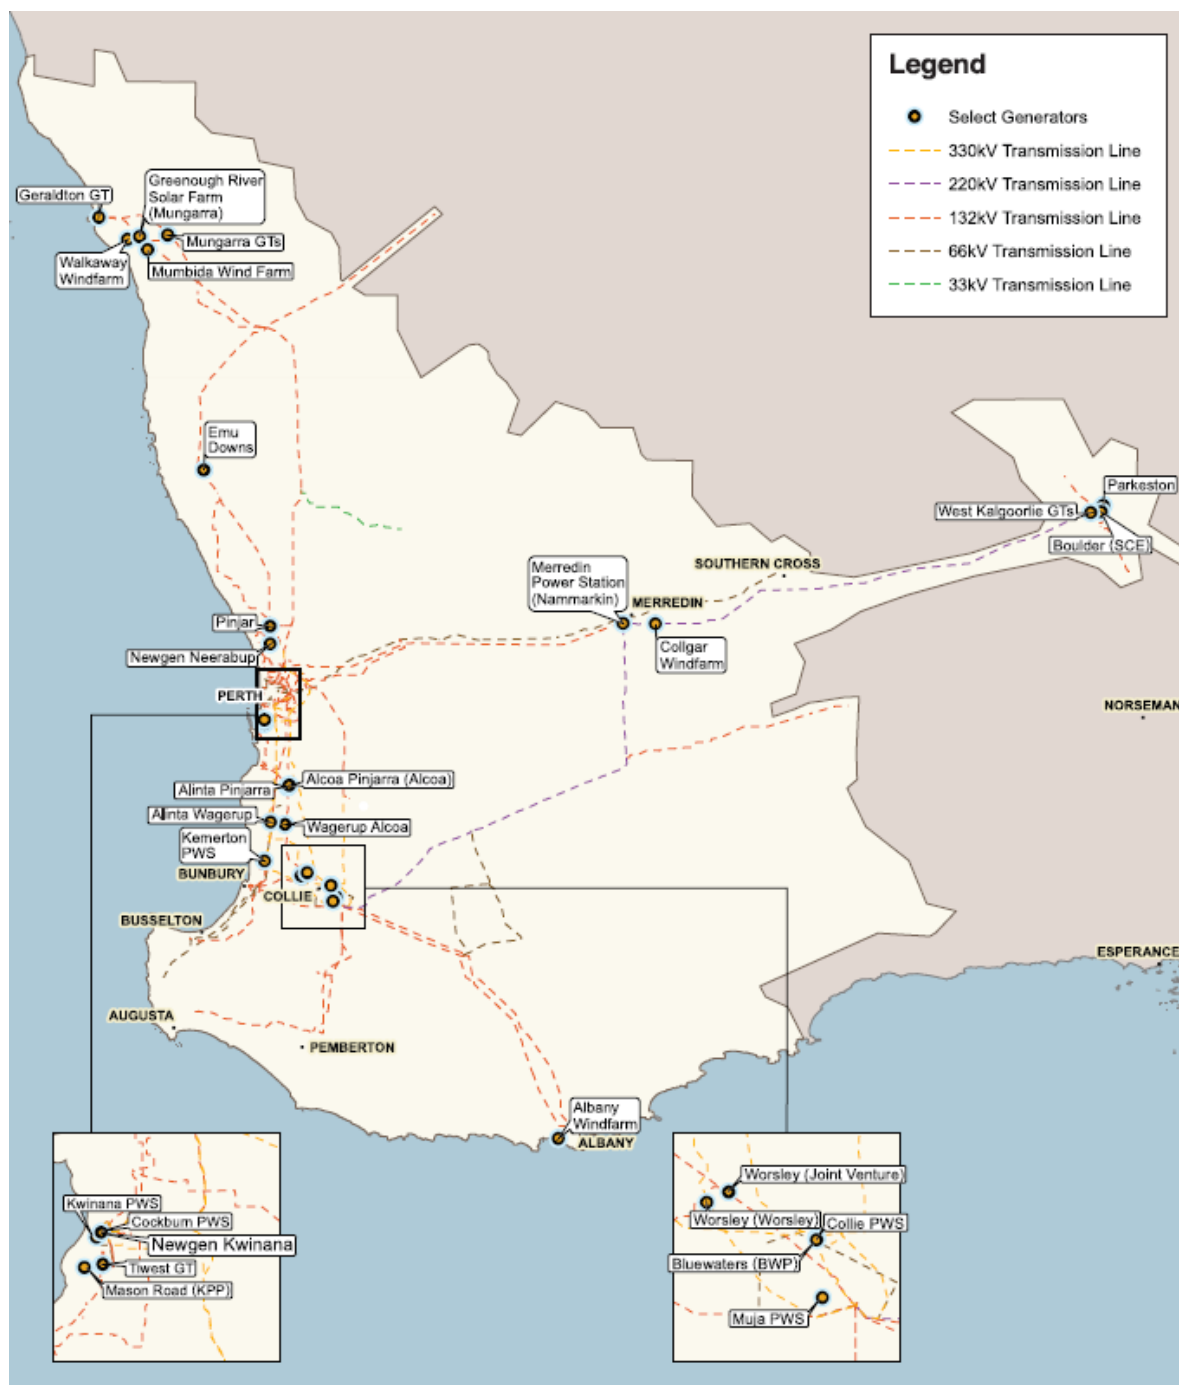 Legend
Select Generators
330kV Transmission Line
220kV Transmission Line
132kV Transmission Line
66kV Transmission Line
33kV Transmission Line
Geraldton GT
Greenough River
Solar Farm
(Mungarra)
Mungarra GTs
Walkaway
Windfarm
Mumbida Wind Farm
Emu
Downs
Parkeston
West Kalgoorlie GTs
Boulder (SCE)
SOUTHERN CROSS
Merredin
Power Station
(Nammarkin)
MERREDIN
Collgar
Windfarm
Pinjar
Newgen Neerabup
PERTH
NORSEMAN
Alcoa Pinjarra (Alcoa)
Alinta Pinjarra
Alinta Wagerup
Wagerup Alcoa
Kemerton
PWS
BUNBURY
COLLIE
BUSSELTON
ESPERANCE
AUGUSTA
PEMBERTON
Albany
Windfarm
ALBANY
Kwinana PWS
Cockburn PWS
Newgen Kwinana
Tiwest GT
Mason Road (KPP)
Worsley (Joint Venture)
Worsley (Worsley)
Collie PWS
Bluewaters (BWP)
Muja PWS